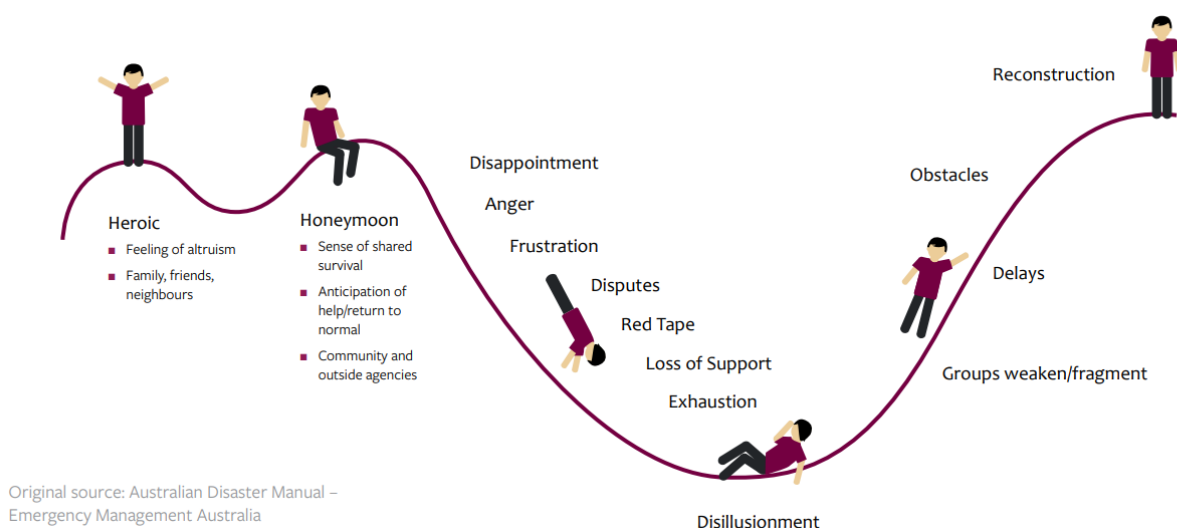 Heroic
Feeling of altruism
Family, friends,
neighbours
Honeymoon
Sense of shared
survival
Anticipation of
help/return to
normal
Community and
outside agencies
Disappointment
Anger
Frustration
Disputes
Red Tape
Loss of Support
Exhaustion
Disillusionment
Groups weaken/fragment
Delays
Obstacles
Reconstruction
Original source: Australian Disaster Manual –
Emergency Management Australia